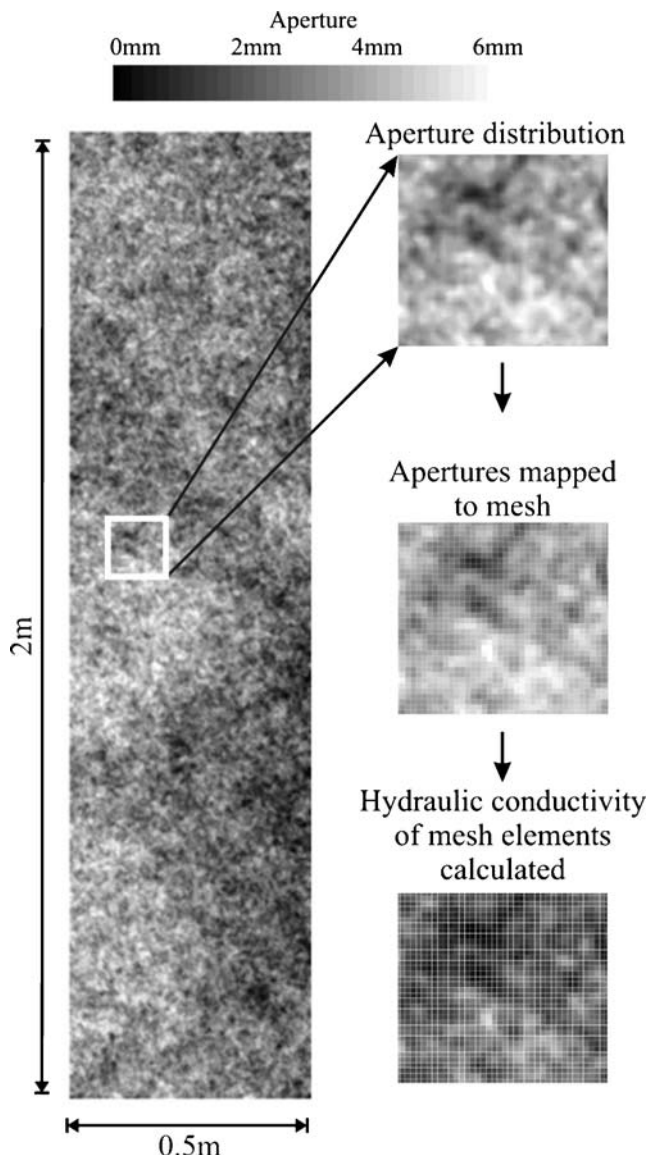 Aperture
0mm 2mm 4mm 6mm
Aperture distribution
Apertures mapped
to mesh
2m
Hydraulic conductivity
of mesh elements
calculated
0.5m